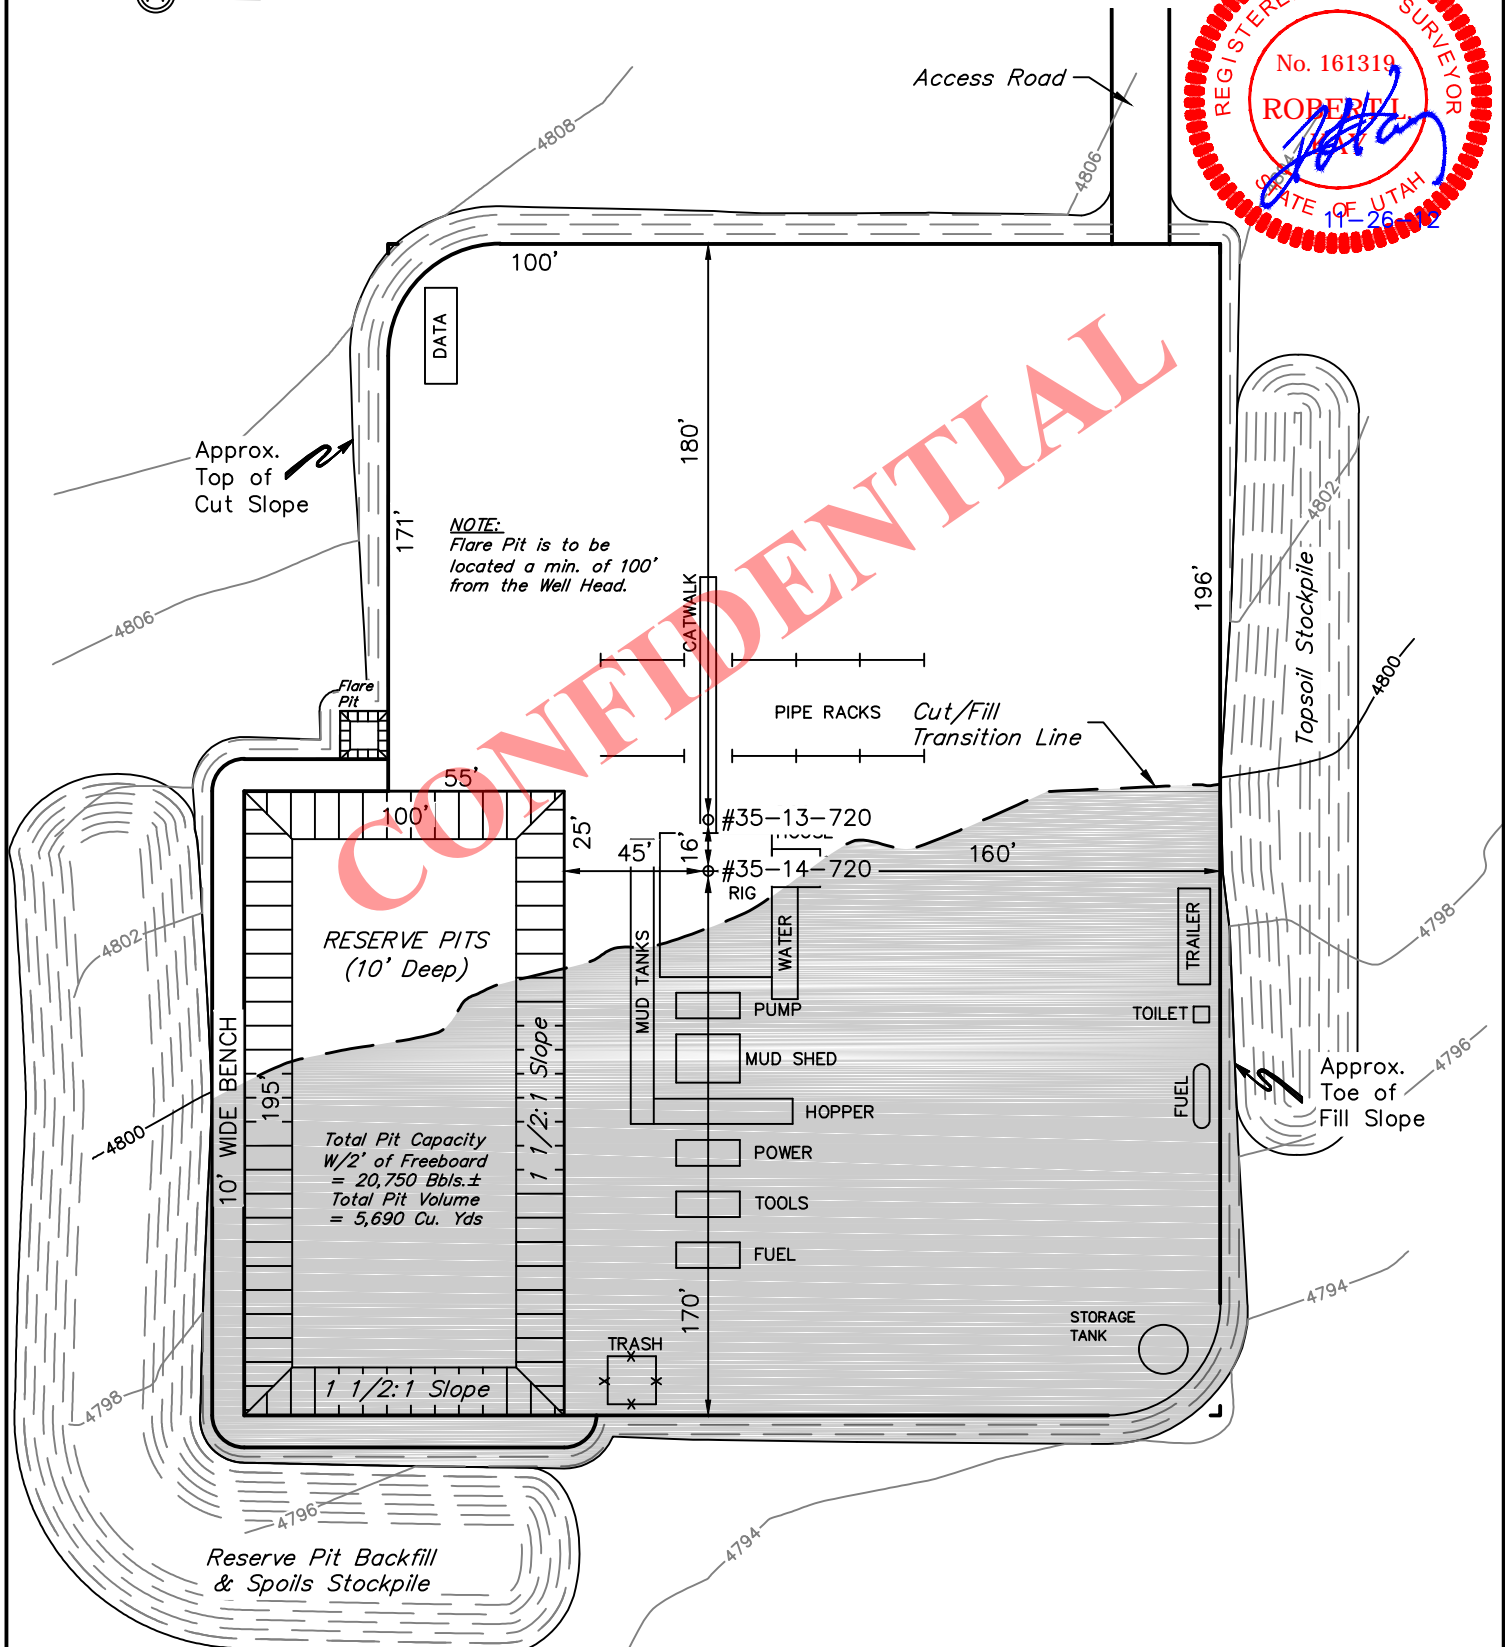 REGISTERED
SURVEYOR
No. 161319
ROBERT L.
KAY
STATE OF UTAH
11-26-12
Access Road
4808
4806
4804
100'
DATA
180'
Approx.
Top of
Cut Slope
171'
NOTE:
Flare Pit is to be
located a min. of 100'
from the Well Head.
CONFIDENTIAL
CATWALK
196'
4802
Topsoil Stockpile
4806
4800
Flare
Pit
PIPE RACKS
Cut/Fill
Transition Line
55'
100'
25'
#35-13-720
HOUSE
45'
16'
#35-14-720
160'
RIG
RESERVE PITS
(10' Deep)
MUD TANKS
WATER
TRAILER
4802
4798
PUMP
TOILET
10' WIDE BENCH
1 1/2:1 Slope
MUD SHED
4796
195'
FUEL
Approx.
Toe of
Fill Slope
HOPPER
4800
Total Pit Capacity
W/2' of Freeboard
= 20,750 Bbls.±
Total Pit Volume
= 5,690 Cu. Yds
POWER
TOOLS
FUEL
170'
4794
STORAGE
TANK
TRASH
1 1/2:1 Slope
4798
4796
4794
Reserve Pit Backfill
& Spoils Stockpile